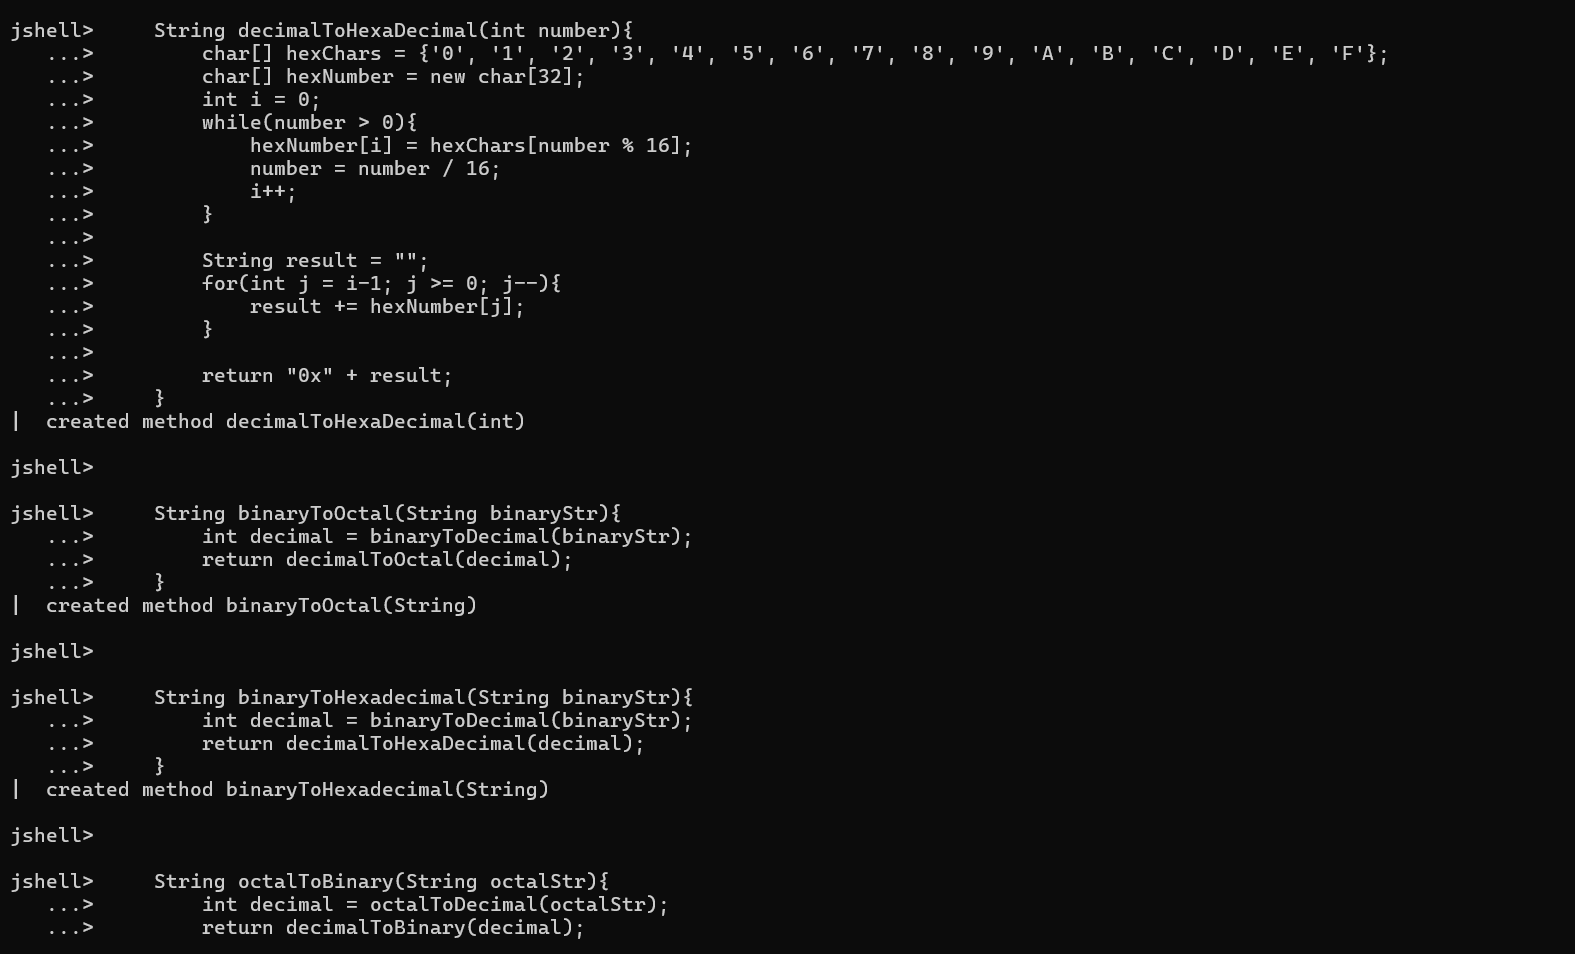 jshell>     String decimalToHexaDecimal(int number){
   ...>         char[] hexChars = {'0', '1', '2', '3', '4', '5', '6', '7', '8', '9', 'A', 'B', 'C', 'D', 'E', 'F'};
   ...>         char[] hexNumber = new char[32];
   ...>         int i = 0;
   ...>         while(number > 0){
   ...>             hexNumber[i] = hexChars[number % 16];
   ...>             number = number / 16;
   ...>             i++;
   ...>         }
   ...>
   ...>         String result = "";
   ...>         for(int j = i-1; j >= 0; j--){
   ...>             result += hexNumber[j];
   ...>         }
   ...>
   ...>         return "0x" + result;
   ...>     }
|  created method decimalToHexaDecimal(int)
jshell>
jshell>     String binaryToOctal(String binaryStr){
   ...>         int decimal = binaryToDecimal(binaryStr);
   ...>         return decimalToOctal(decimal);
   ...>     }
|  created method binaryToOctal(String)
jshell>
jshell>     String binaryToHexadecimal(String binaryStr){
   ...>         int decimal = binaryToDecimal(binaryStr);
   ...>         return decimalToHexaDecimal(decimal);
   ...>     }
|  created method binaryToHexadecimal(String)
jshell>
jshell>     String octalToBinary(String octalStr){
   ...>         int decimal = octalToDecimal(octalStr);
   ...>         return decimalToBinary(decimal);